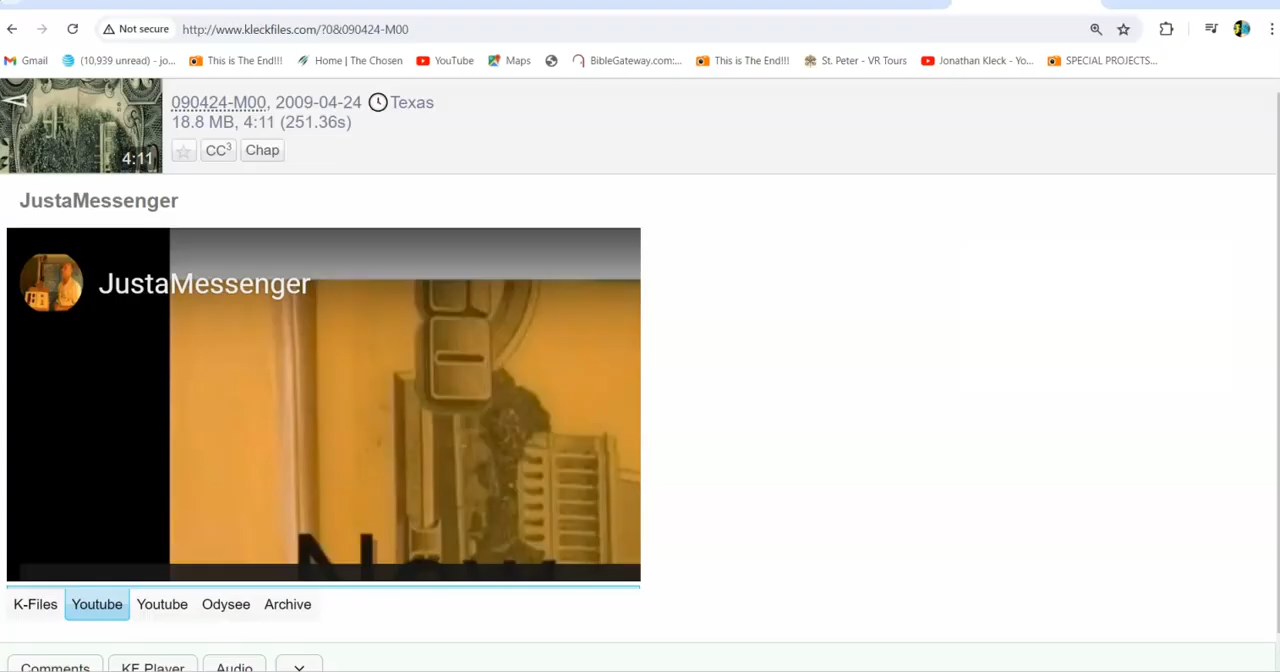 Not secure
http://www.kleckfiles.com/?0&090424-M00
Gmail
(10,939 unread) - jo...
This is The End!!!
Home | The Chosen
YouTube
Maps
BibleGateway.com:...
This is The End!!!
St. Peter - VR Tours
Jonathan Kleck - Yo...
SPECIAL PROJECTS...
4:11
090424-M00, 2009-04-24 Texas
18.8 MB, 4:11 (251.36s)
CC3 Chap
JustaMessenger
JustaMessenger
K-Files Youtube Youtube Odysee Archive
Comments KF Player Audio